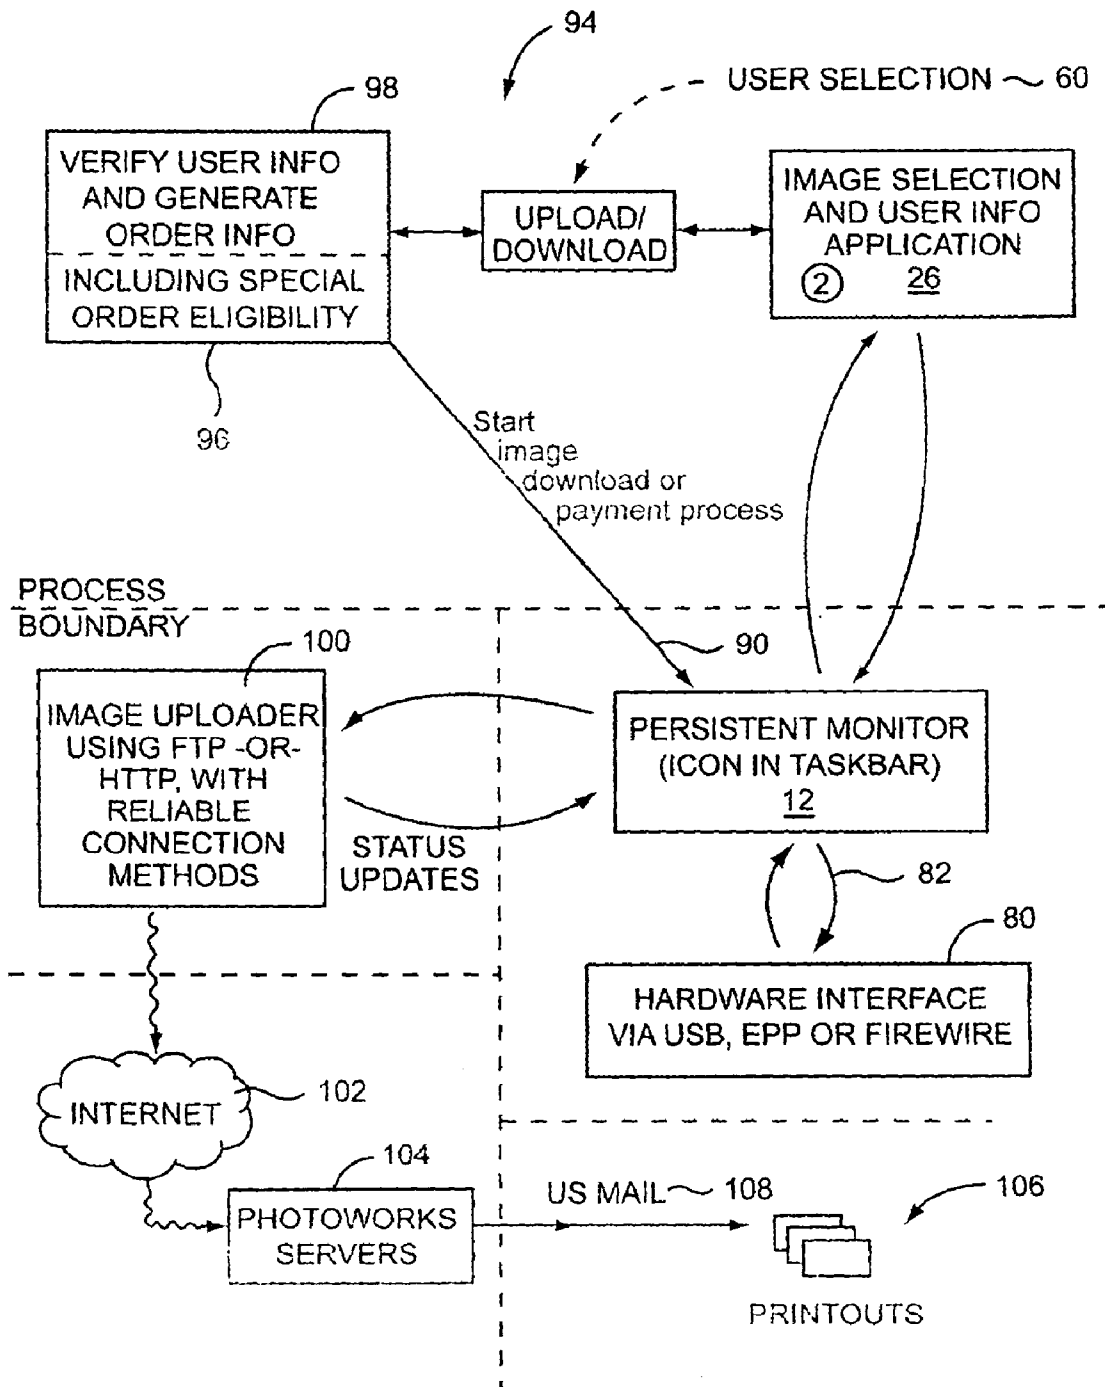 94
USER SELECTION 60
98
VERIFY USER INFO
AND GENERATE
ORDER INFO
INCLUDING SPECIAL
ORDER ELIGIBILITY
96
UPLOAD/
DOWNLOAD
IMAGE SELECTION
AND USER INFO
APPLICATION
2 26
Start
image
download or
payment process
PROCESS
BOUNDARY
100
90
IMAGE UPLOADER
USING FTP -OR-
HTTP, WITH
RELIABLE
CONNECTION
METHODS
PERSISTENT MONITOR
(ICON IN TASKBAR)
12
STATUS
UPDATES
82
80
HARDWARE INTERFACE
VIA USB, EPP OR FIREWIRE
INTERNET
102
104
PHOTOWORKS
SERVERS
US MAIL 108
106
PRINTOUTS